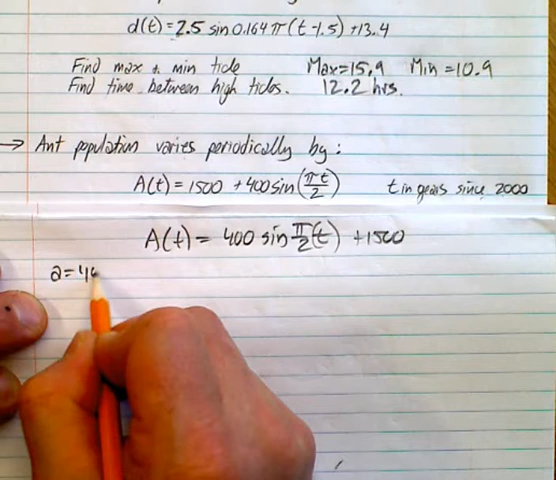 d(t) = 2.5 sin 0.164π(t-1.5) +13.4
Find max + min tide Max=15.9 Min=10.9
Find time between high tides. 12.2 hrs.
→ Ant population varies periodically by:
A(t) = 1500 + 400 sin(πt/2) t in years since 2000
A(t) = 400 sin π/2(t) +1500
a=40